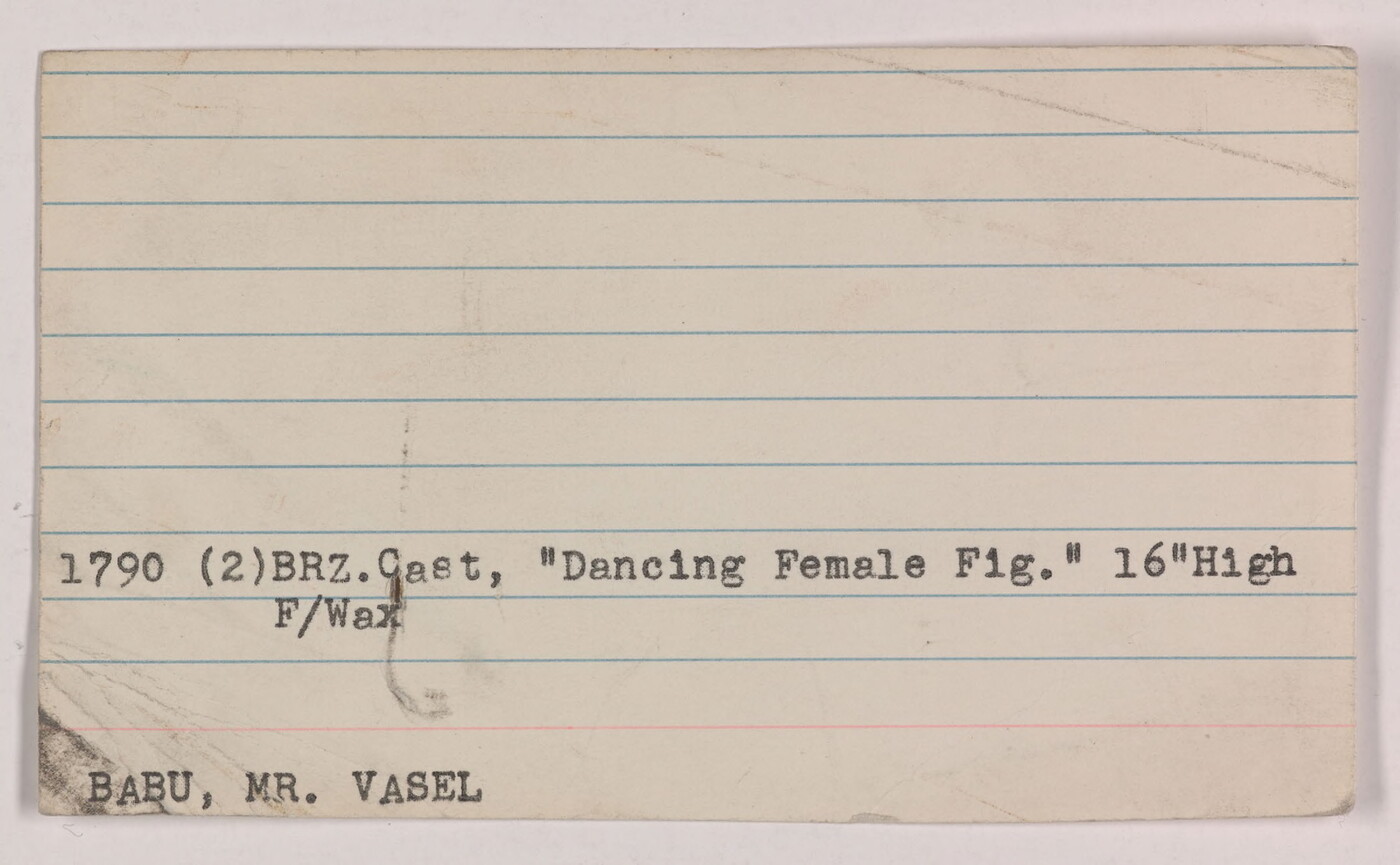 1790 (2)BRZ.Cast, "Dancing Female Fig." 16"High
F/Wax
BABU, MR. VASEL